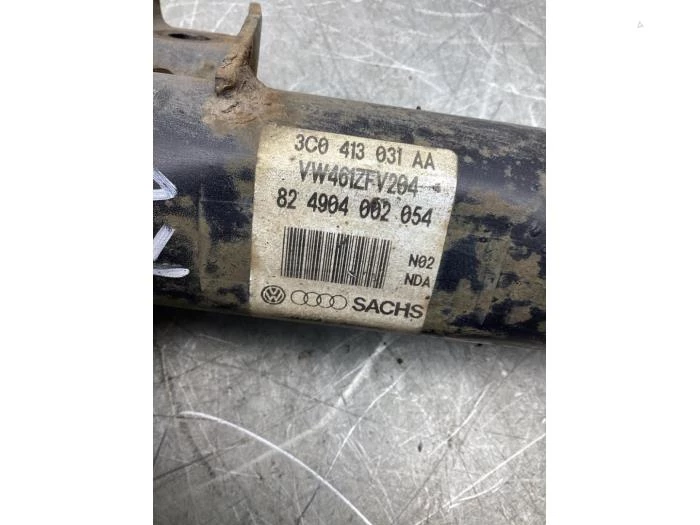 3C0 413 031 AA
VW461ZFV204
82 4904 002 054
N02
NDA
SACHS